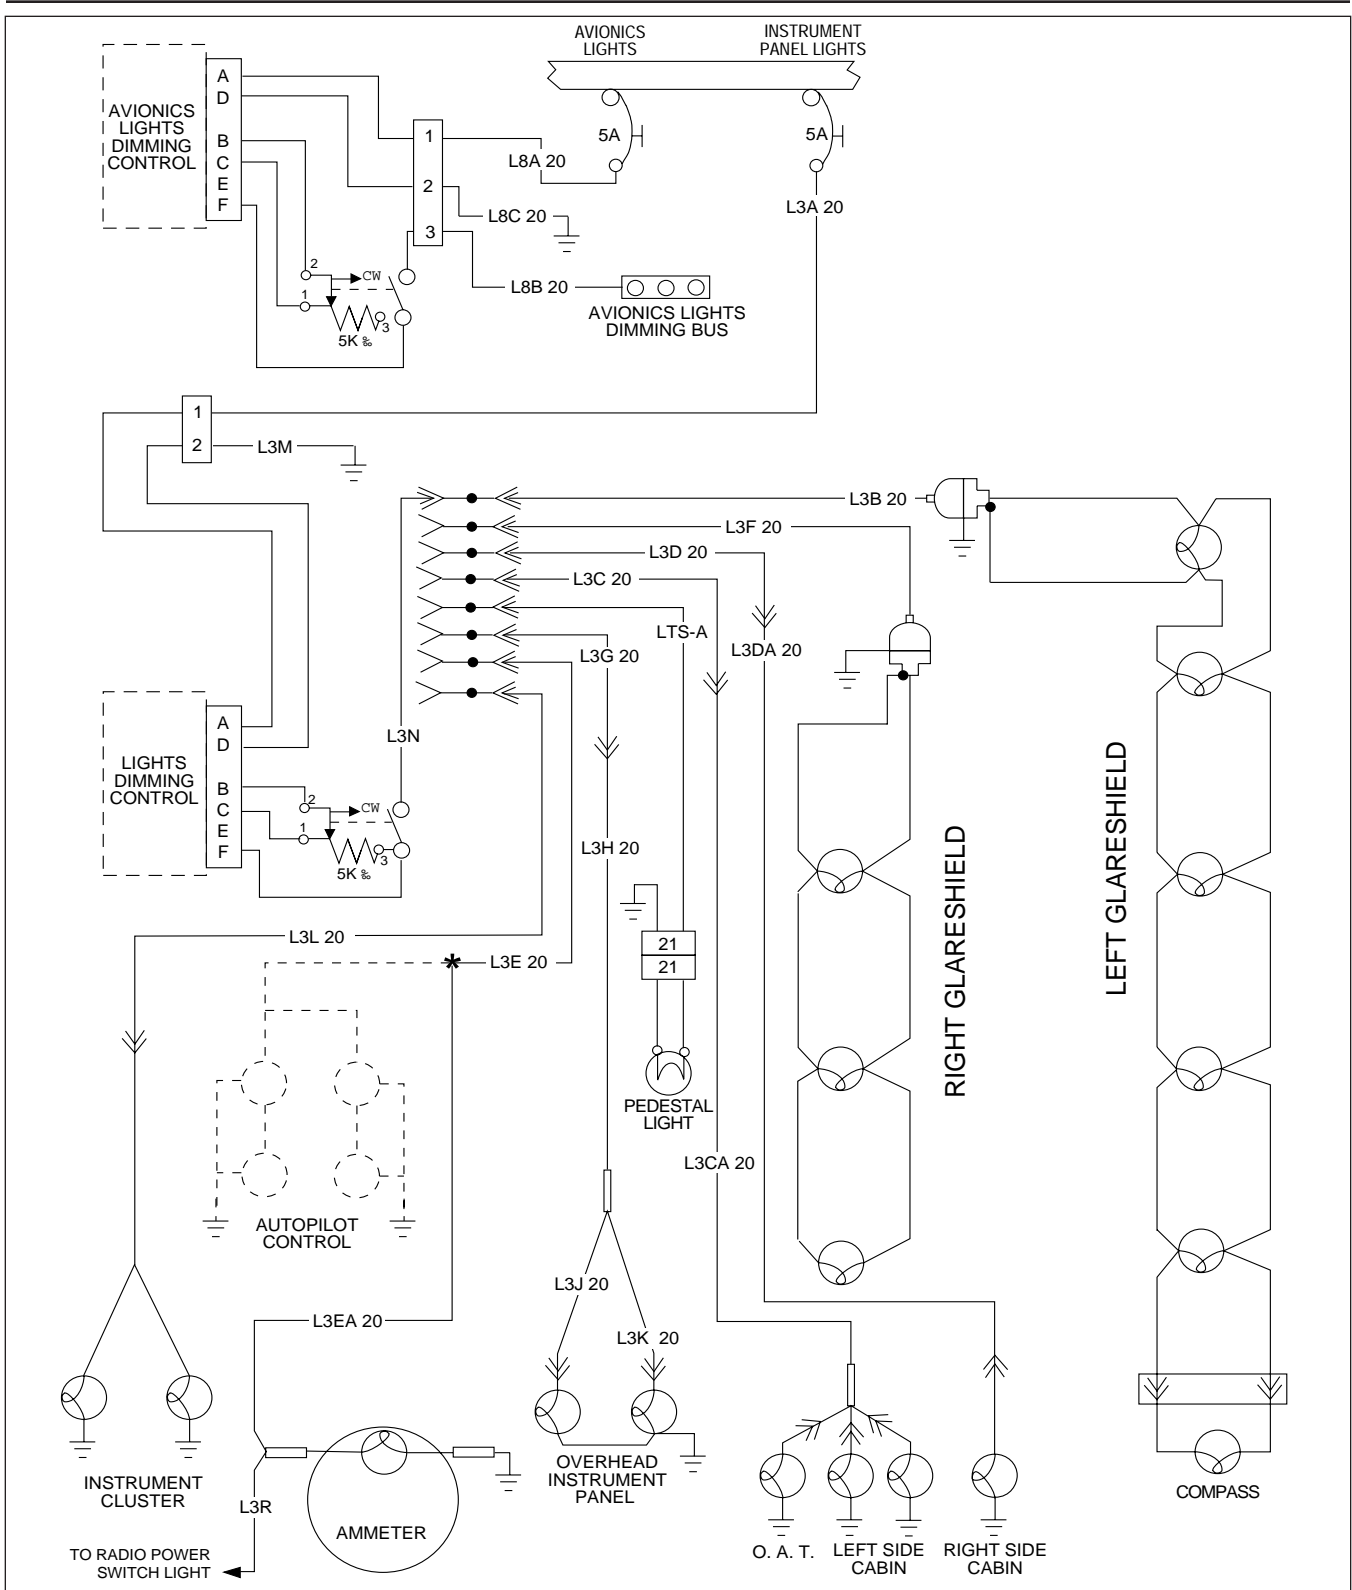 AVIONICS
LIGHTS
INSTRUMENT
PANEL LIGHTS
AVIONICS
LIGHTS
DIMMING
CONTROL
A
D
B
C
E
F
1
2
3
5A
5A
L8A 20
L3A 20
L8C 20
L8B 20
2
CW
1
3
5K ‰
AVIONICS LIGHTS
DIMMING BUS
1
2
L3M
L3B 20
L3F 20
L3D 20
L3C 20
LTS-A
L3G 20
L3DA 20
L3N
LIGHTS
DIMMING
CONTROL
A
D
B
C
E
F
2
CW
1
3
5K ‰
L3H 20
LEFT GLARESHIELD
RIGHT GLARESHIELD
L3L 20
*
L3E 20
21
21
PEDESTAL
LIGHT
L3CA 20
AUTOPILOT
CONTROL
L3J 20
L3EA 20
L3K 20
INSTRUMENT
CLUSTER
L3R
AMMETER
OVERHEAD
INSTRUMENT
PANEL
COMPASS
TO RADIO POWER
SWITCH LIGHT
O. A. T.
LEFT SIDE
CABIN
RIGHT SIDE
CABIN